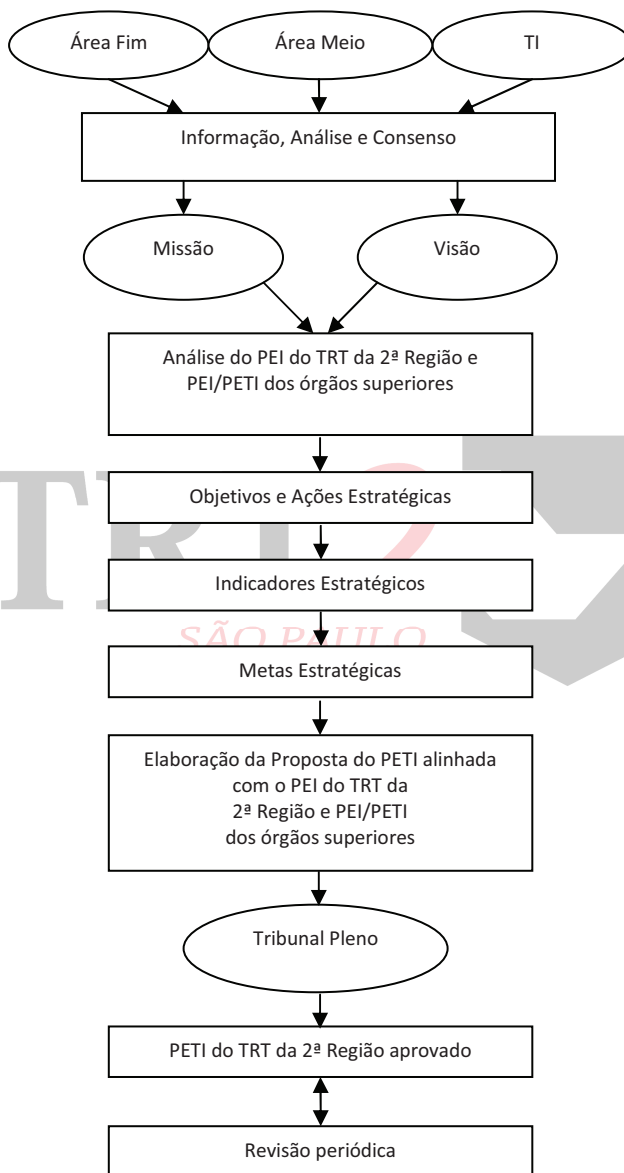 Área Fim
Área Meio
TI
Informação, Análise e Consenso
Missão
Visão
Análise do PEI do TRT da 2ª Região e
PEI/PETI dos órgãos superiores
TRT2
Objetivos e Ações Estratégicas
Indicadores Estratégicos
SÃO PAULO
Metas Estratégicas
Elaboração da Proposta do PETI alinhada
com o PEI do TRT da
2ª Região e PEI/PETI
dos órgãos superiores
Tribunal Pleno
PETI do TRT da 2ª Região aprovado
Revisão periódica